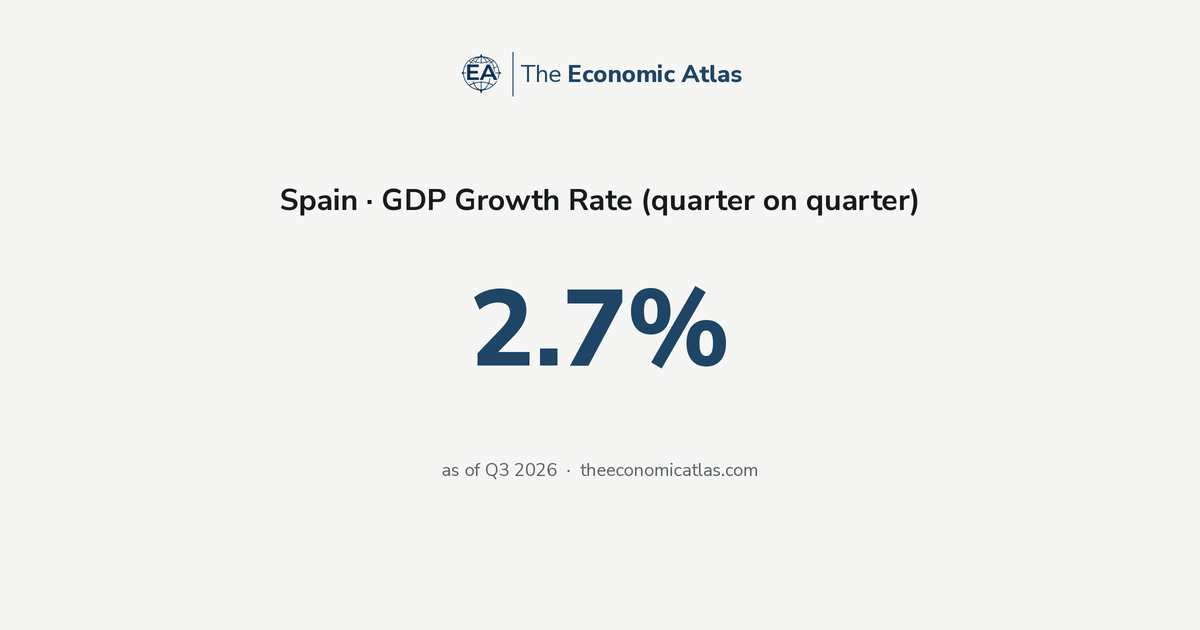 EA The Economic Atlas
Spain · GDP Growth Rate (quarter on quarter)
2.7%
as of Q3 2026 · theeconomicatlas.com